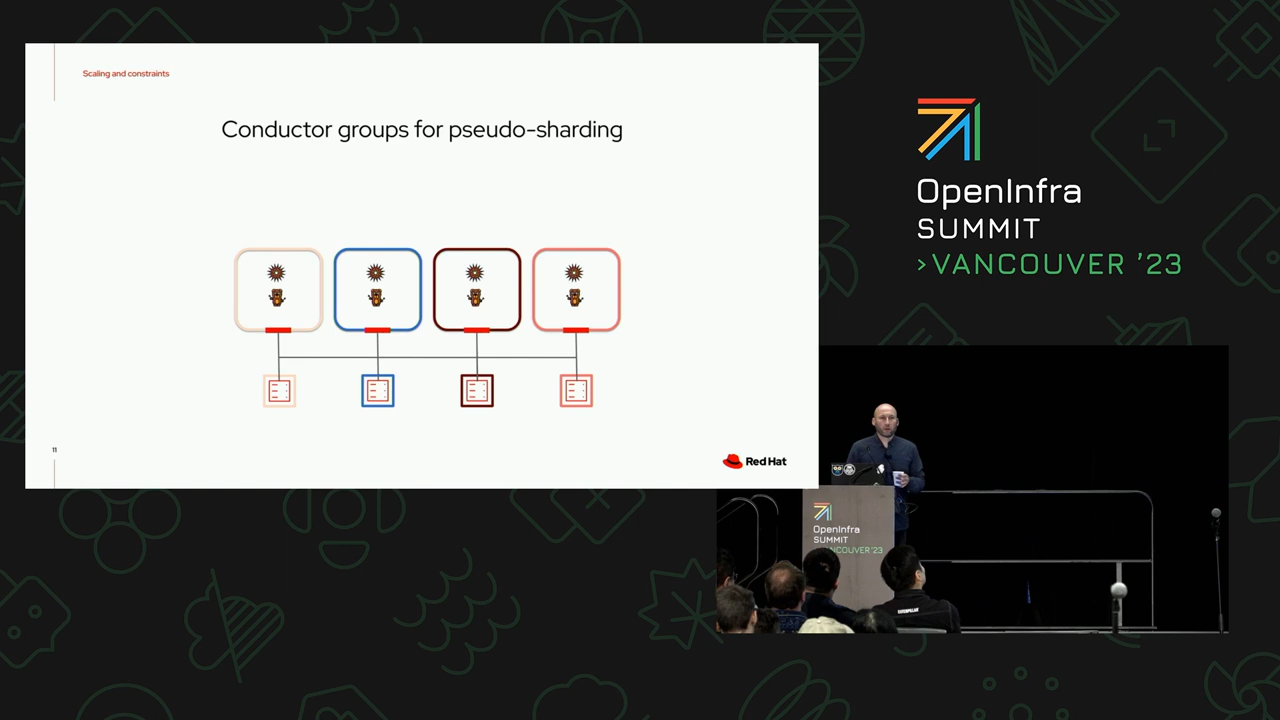 Scaling and constraints
Conductor groups for pseudo-sharding
11
Red Hat
OpenInfra
SUMMIT
>VANCOUVER ’23
OpenInfra
SUMMIT
VANCOUVER ’23
CATERPILLAR